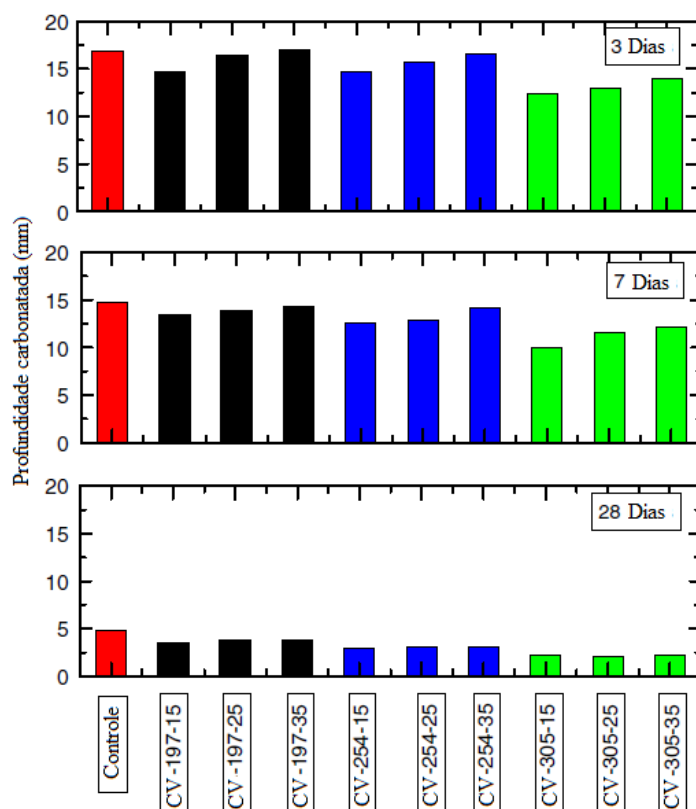 20
15
10
5
0
3 Dias
Profundidade carbonatada (mm)
20
15
10
5
0
7 Dias
20
15
10
5
0
28 Dias
Controle
CV-197-15
CV-197-25
CV-197-35
CV-254-15
CV-254-25
CV-254-35
CV-305-15
CV-305-25
CV-305-35